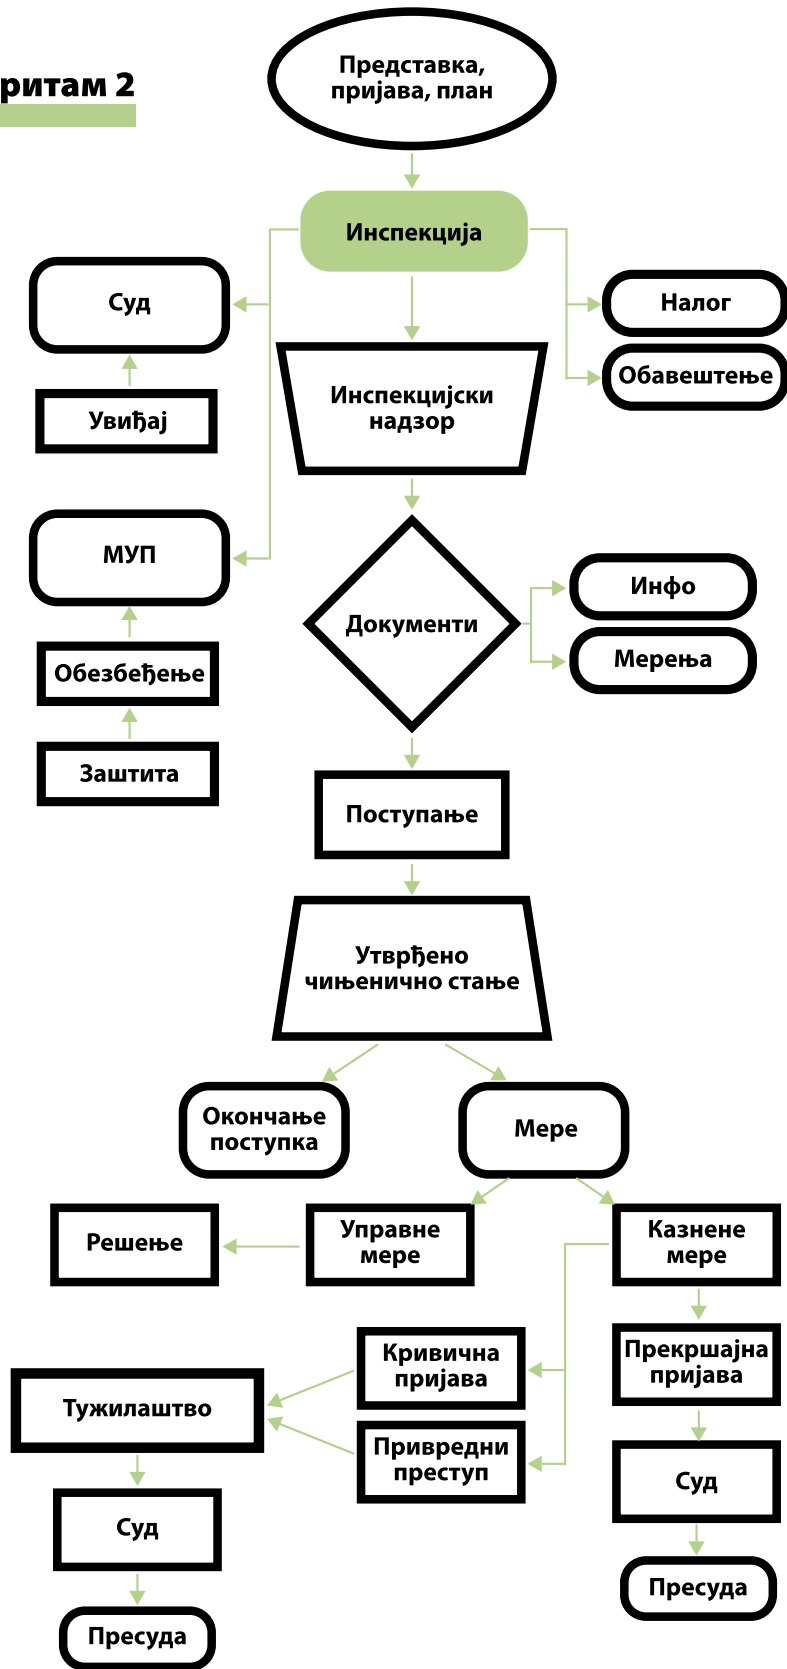 ритам 2
Представка,
пријава, план
Инспекција
Суд
Налог
Обавештење
Увиђај
Инспекцијски
надзор
МУП
Обезбеђење
Заштита
Документи
Инфо
Мерења
Поступање
Утврђено
чињенично стање
Окончање
поступка
Мере
Решење
Управне
мере
Казнене
мере
Кривична
пријава
Прекршајна
пријава
Тужилаштво
Привредни
преступ
Суд
Суд
Пресуда
Пресуда